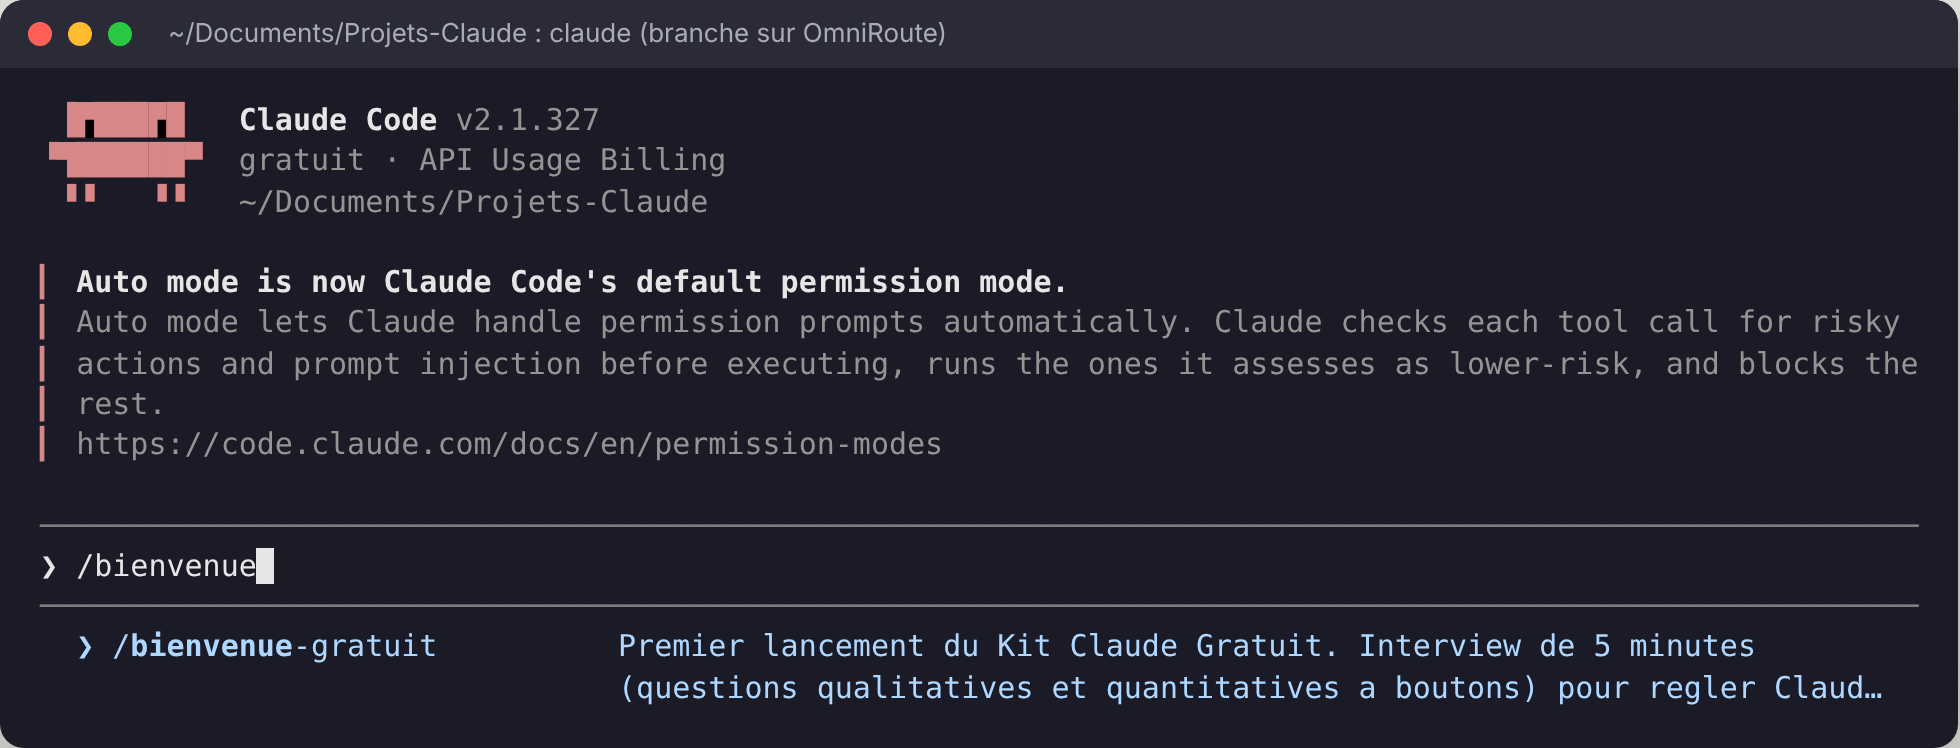 ~/Documents/Projets-Claude : claude (branche sur OmniRoute)
Claude Code v2.1.327
gratuit · API Usage Billing
~/Documents/Projets-Claude
Auto mode is now Claude Code's default permission mode.
Auto mode lets Claude handle permission prompts automatically. Claude checks each tool call for risky
actions and prompt injection before executing, runs the ones it assesses as lower-risk, and blocks the
rest.
https://code.claude.com/docs/en/permission-modes
❯ /bienvenue
❯ /bienvenue-gratuit Premier lancement du Kit Claude Gratuit. Interview de 5 minutes
(questions qualitatives et quantitatives a boutons) pour regler Claud…